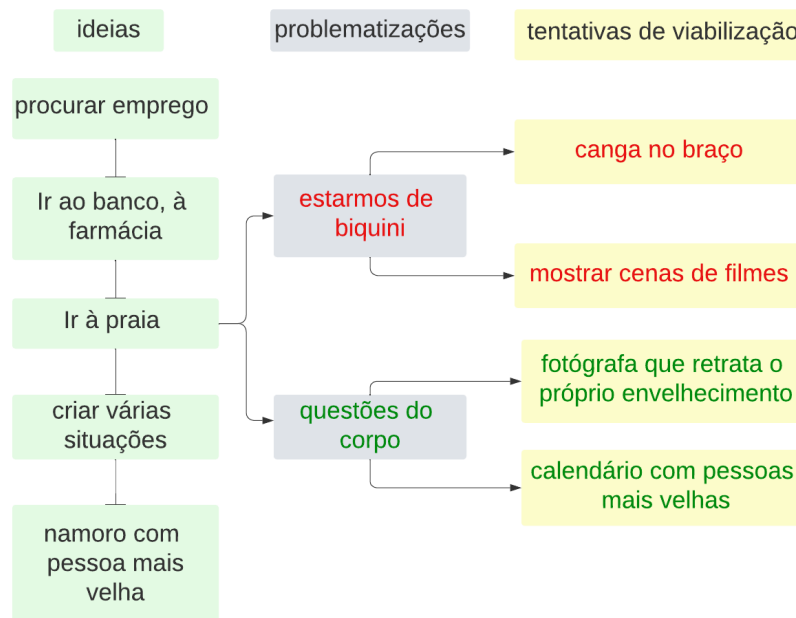 ideias
problematizações
tentativas de viabilização
procurar emprego
Ir ao banco, à
farmácia
Ir à praia
criar várias
situações
namoro com
pessoa mais
velha
estarmos de
biquini
questões do
corpo
canga no braço
mostrar cenas de filmes
fotógrafa que retrata o
próprio envelhecimento
calendário com pessoas
mais velhas